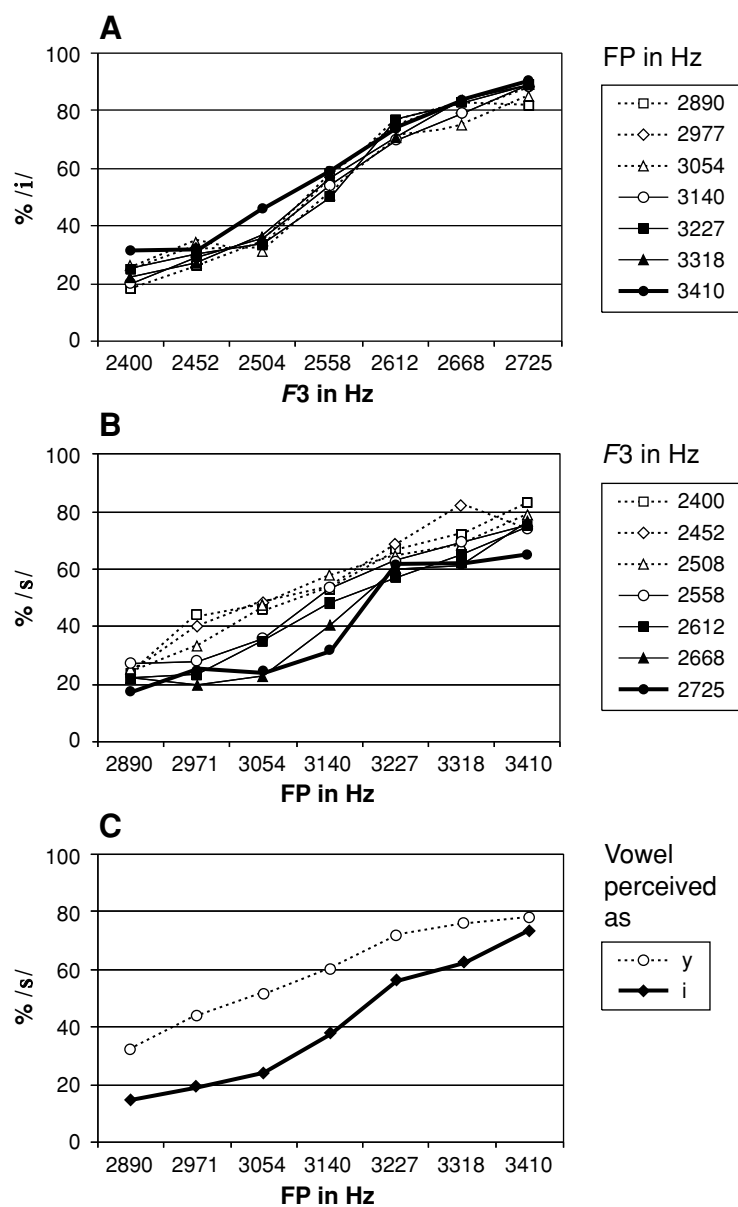 A
FP in Hz
100
80
60
40
20
0
% /i/
2400 2452 2504 2558 2612 2668 2725
F3 in Hz
2890
2977
3054
3140
3227
3318
3410
B
F3 in Hz
100
80
60
40
20
0
% /s/
2890 2971 3054 3140 3227 3318 3410
FP in Hz
2400
2452
2508
2558
2612
2668
2725
C
Vowel
perceived
as
100
80
60
40
20
0
% /s/
2890 2971 3054 3140 3227 3318 3410
FP in Hz
y
i